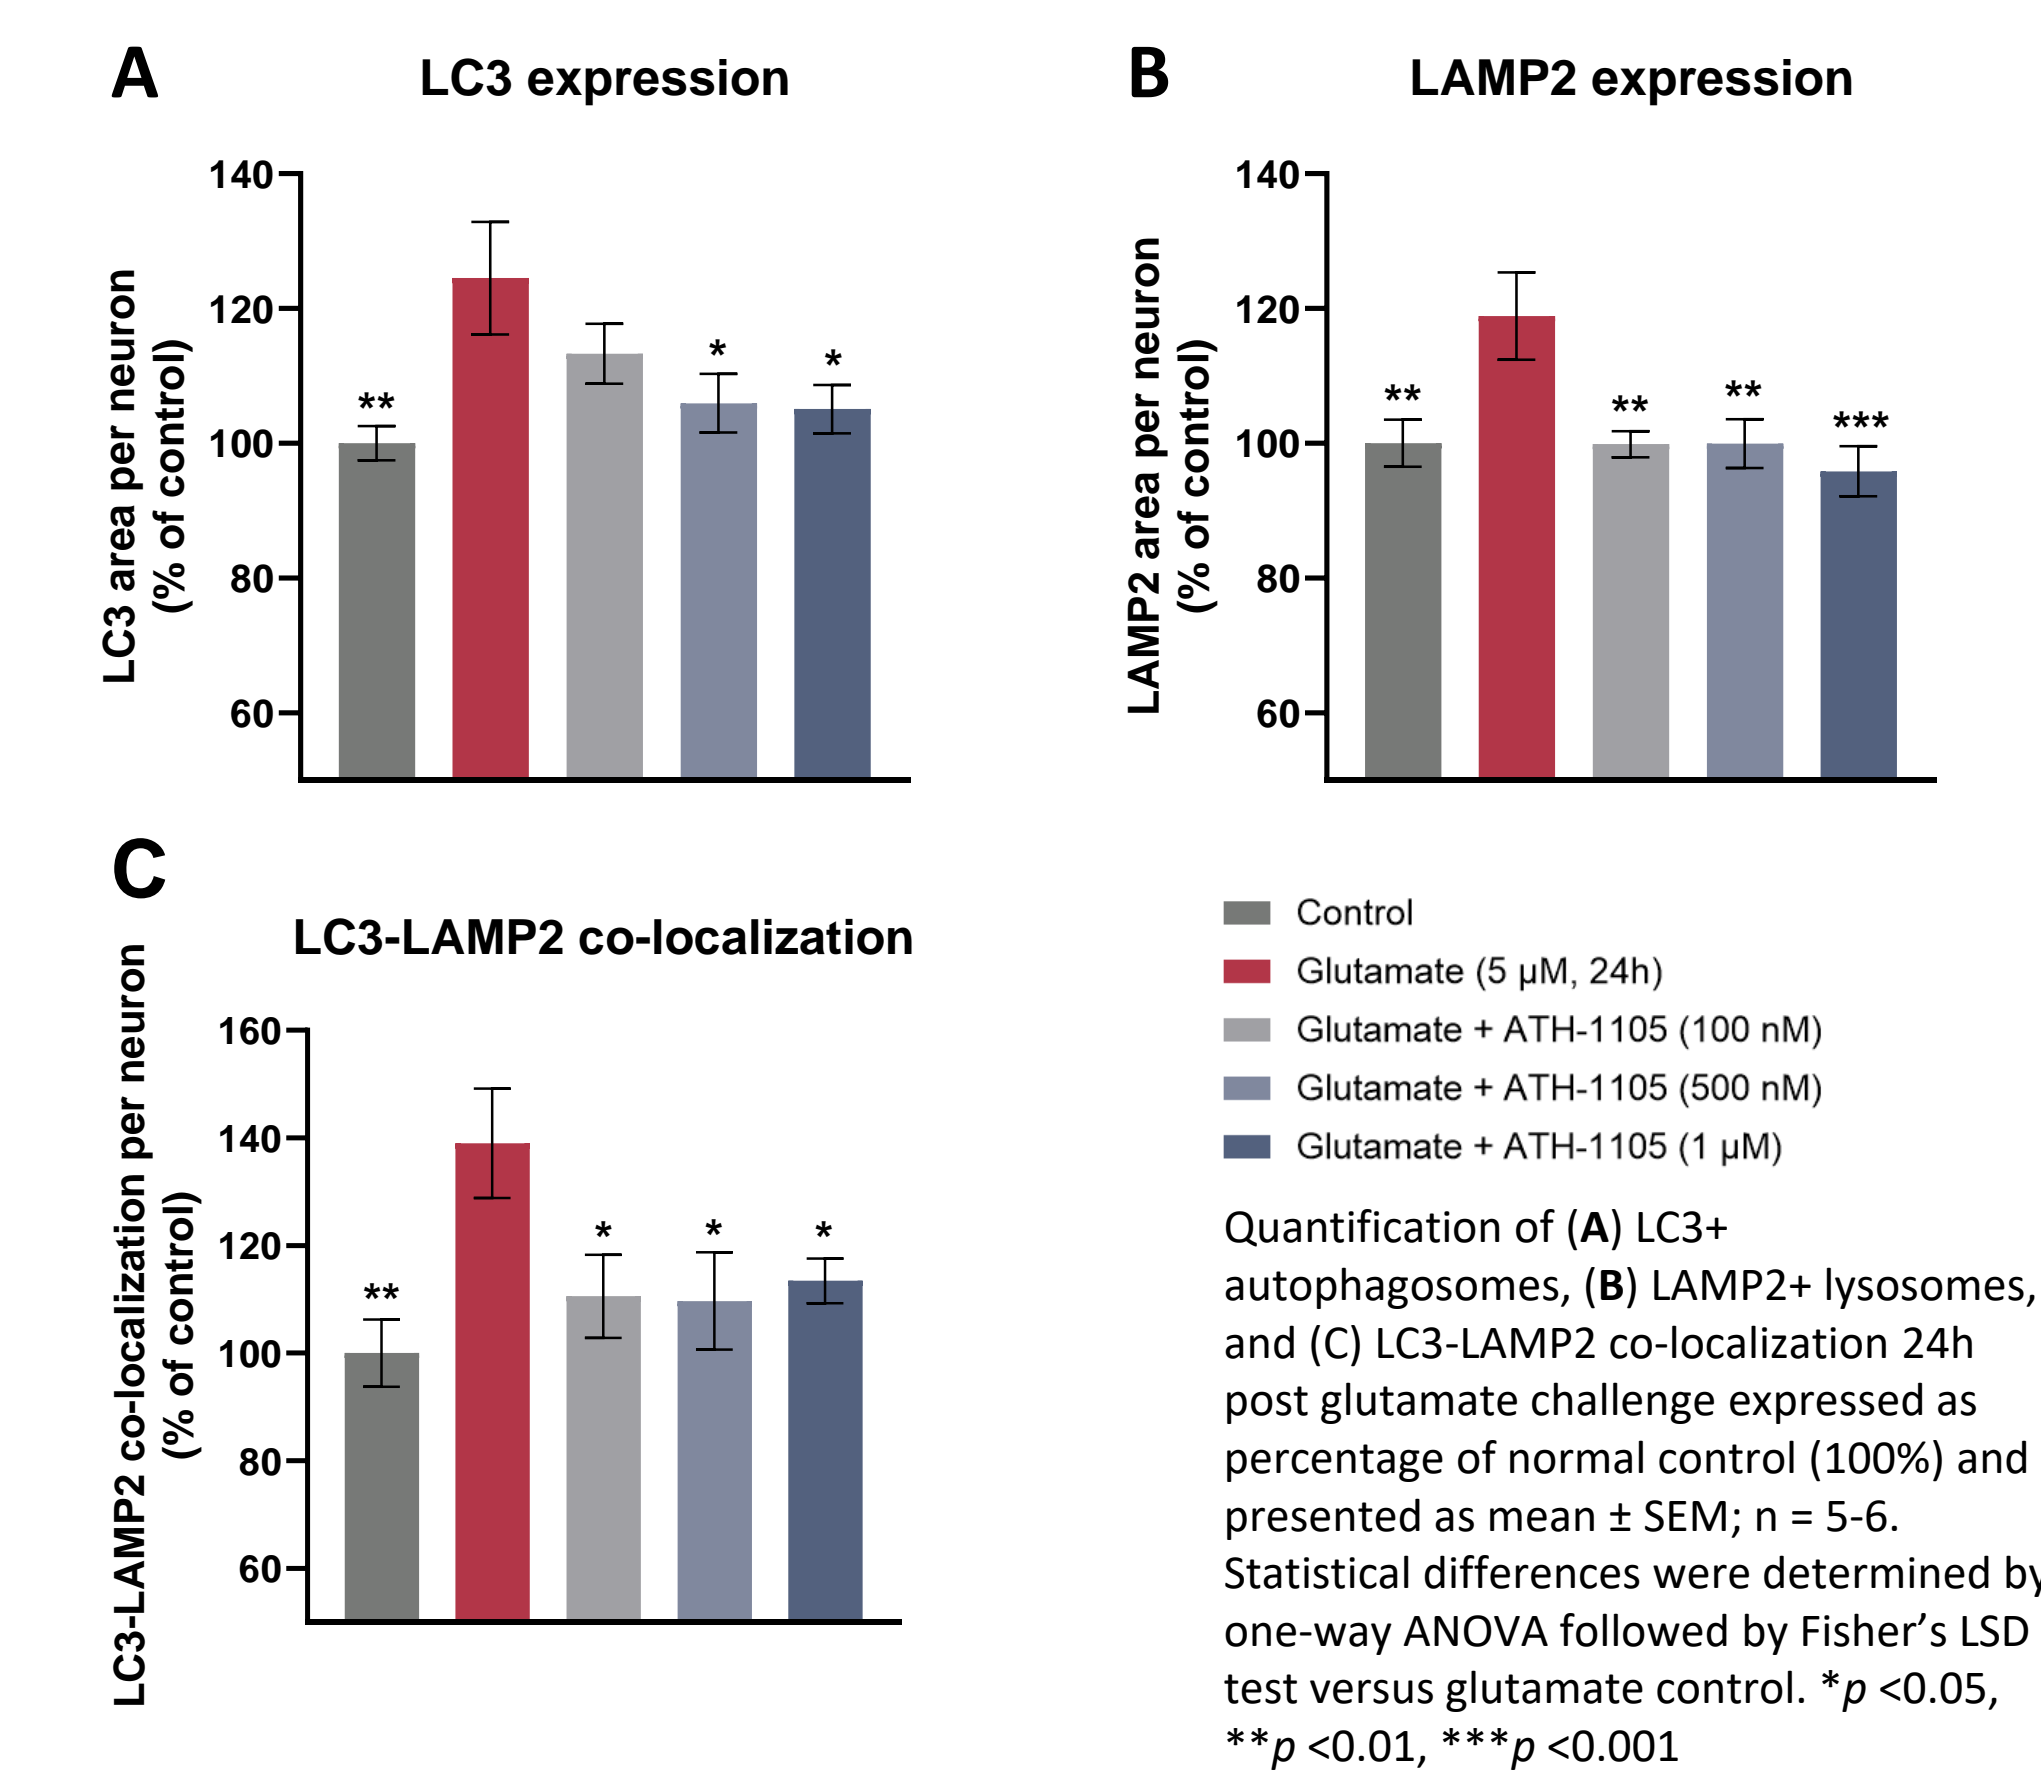 A
LC3 expression
LC3 area per neuron
(% of control)
140
120
100
80
60
**
*
*
B
LAMP2 expression
LAMP2 area per neuron
(% of control)
140
120
100
80
60
**
**
**
***
C
LC3-LAMP2 co-localization
LC3-LAMP2 co-localization per neuron
(% of control)
160
140
120
100
80
60
**
*
*
*
Control
Glutamate (5 µM, 24h)
Glutamate + ATH-1105 (100 nM)
Glutamate + ATH-1105 (500 nM)
Glutamate + ATH-1105 (1 µM)
Quantification of (A) LC3+
autophagosomes, (B) LAMP2+ lysosomes,
and (C) LC3-LAMP2 co-localization 24h
post glutamate challenge expressed as
percentage of normal control (100%) and
presented as mean ± SEM; n = 5-6.
Statistical differences were determined by
one-way ANOVA followed by Fisher’s LSD
test versus glutamate control. *p <0.05,
**p <0.01, ***p <0.001